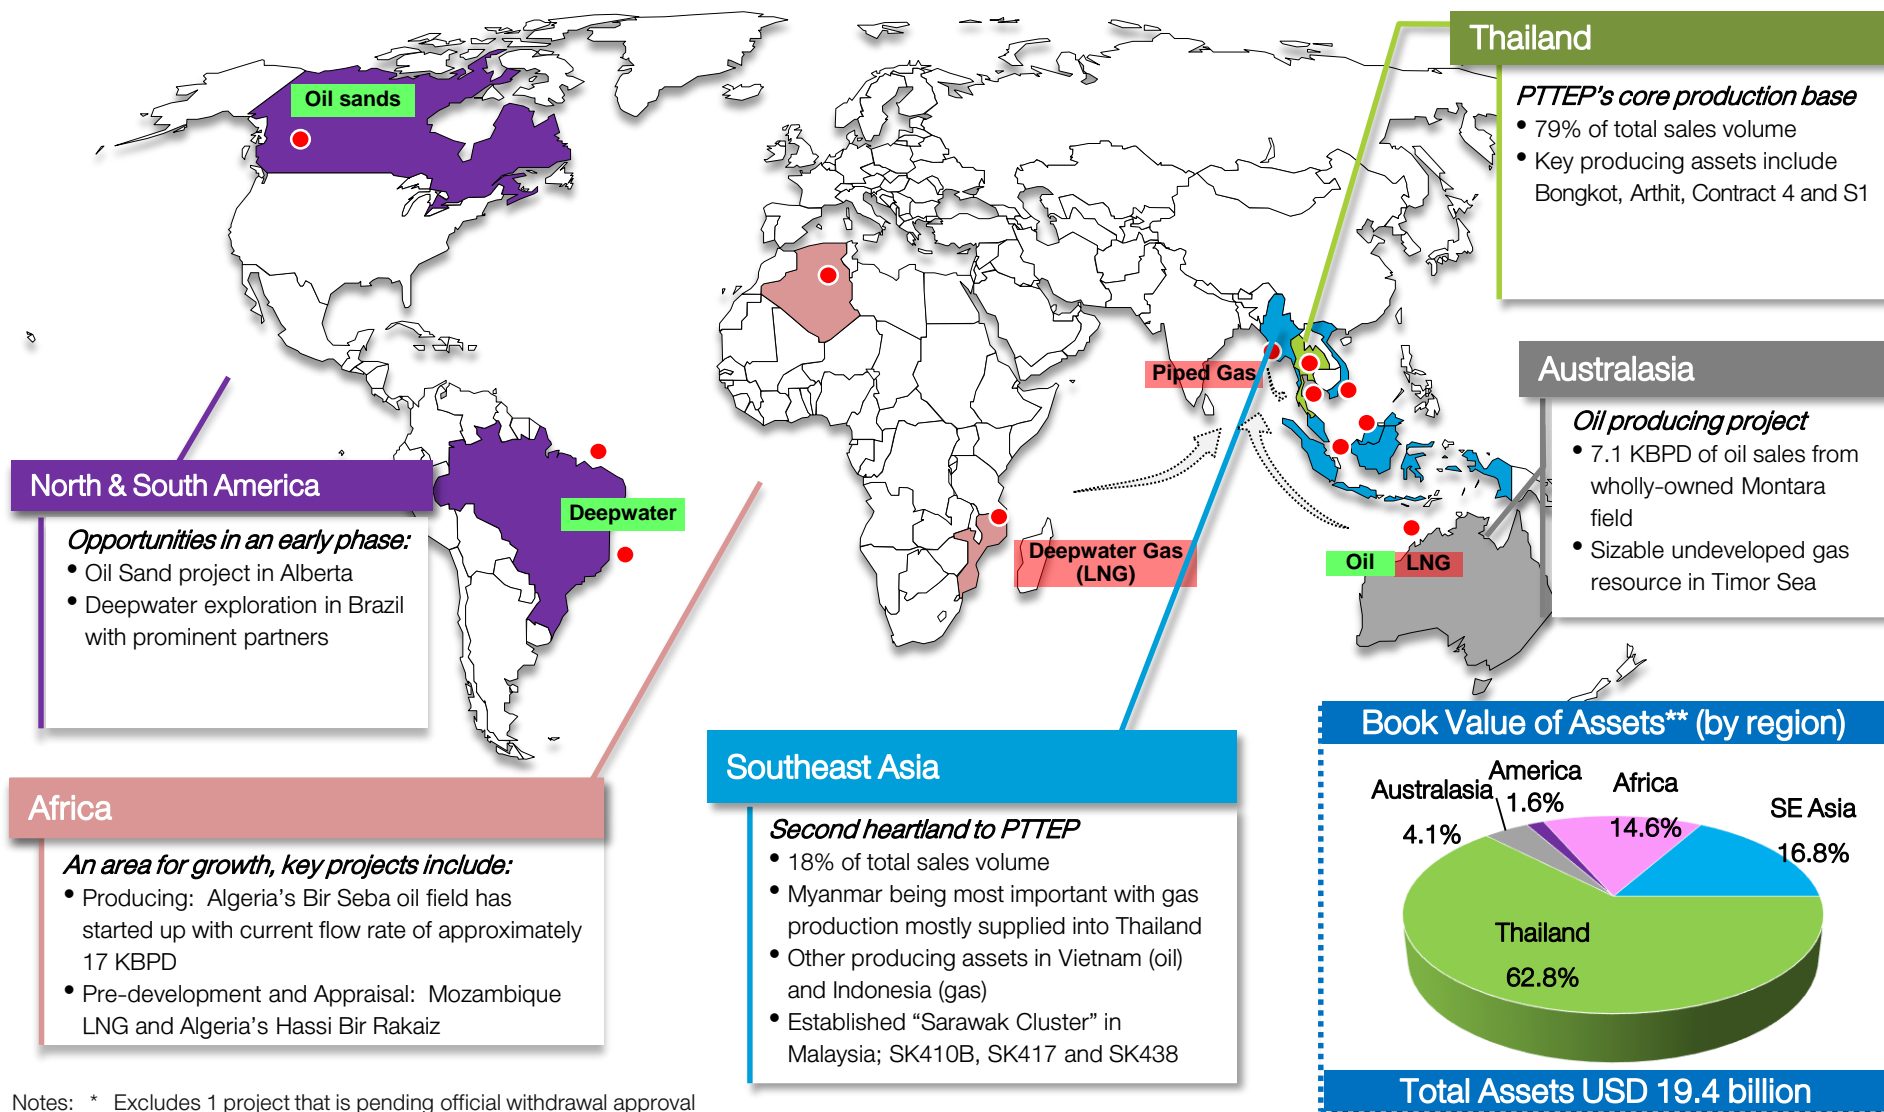 Thailand
PTTEP's core production base
• 79% of total sales volume
• Key producing assets include
Bongkot, Arthit, Contract 4 and S1
Oil sands
Piped Gas
Australasia
Oil producing project
• 7.1 KBPD of oil sales from
wholly-owned Montara
field
• Sizable undeveloped gas
resource in Timor Sea
North & South America
Opportunities in an early phase:
• Oil Sand project in Alberta
• Deepwater exploration in Brazil
with prominent partners
Deepwater
Deepwater Gas
(LNG)
Oil LNG
Africa
An area for growth, key projects include:
• Producing: Algeria's Bir Seba oil field has
started up with current flow rate of approximately
17 KBPD
• Pre-development and Appraisal: Mozambique
LNG and Algeria's Hassi Bir Rakaiz
Southeast Asia
Second heartland to PTTEP
• 18% of total sales volume
• Myanmar being most important with gas
production mostly supplied into Thailand
• Other producing assets in Vietnam (oil)
and Indonesia (gas)
• Established “Sarawak Cluster” in
Malaysia; SK410B, SK417 and SK438
Book Value of Assets** (by region)
Australasia
4.1%
America
1.6%
Africa
14.6%
SE Asia
16.8%
Thailand
62.8%
Total Assets USD 19.4 billion
Notes: * Excludes 1 project that is pending official withdrawal approval